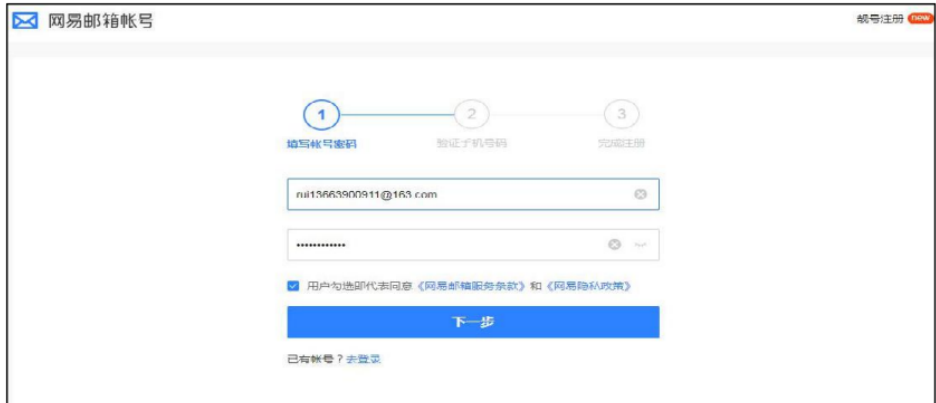 网易邮箱帐号
靓号注册 new
1
2
3
填写帐号密码
验证手机号码
完成注册
rui13663900911@163.com
••••••••••••
用户勾选即代表同意《网易邮箱服务条款》和《网易隐私政策》
下一步
已有帐号？去登录